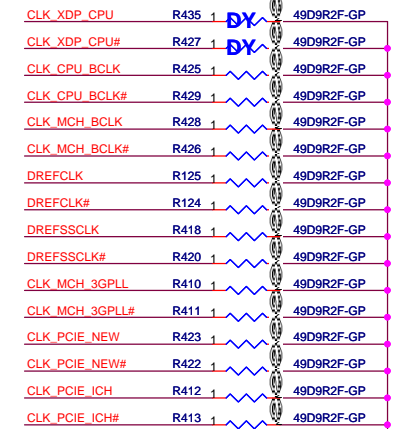 CLK_XDP_CPU R435 1 DY 49D9R2F-GP
CLK_XDP_CPU# R427 1 DY 49D9R2F-GP
CLK_CPU_BCLK R425 1 49D9R2F-GP
CLK_CPU_BCLK# R429 1 49D9R2F-GP
CLK_MCH_BCLK R428 1 49D9R2F-GP
CLK_MCH_BCLK# R426 1 49D9R2F-GP
DREFCLK R125 1 49D9R2F-GP
DREFCLK# R124 1 49D9R2F-GP
DREFSSCLK R418 1 49D9R2F-GP
DREFSSCLK# R420 1 49D9R2F-GP
CLK_MCH_3GPLL R410 1 49D9R2F-GP
CLK_MCH_3GPLL# R411 1 49D9R2F-GP
CLK_PCIE_NEW R423 1 49D9R2F-GP
CLK_PCIE_NEW# R422 1 49D9R2F-GP
CLK_PCIE_ICH R412 1 49D9R2F-GP
CLK_PCIE_ICH# R413 1 49D9R2F-GP